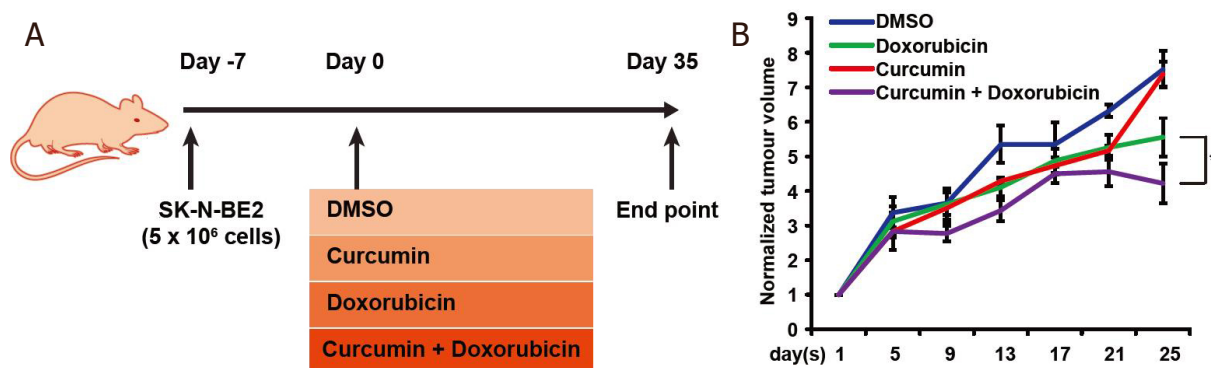 A
Day -7
Day 0
Day 35
SK-N-BE2
(5 x 10⁶ cells)
DMSO
Curcumin
Doxorubicin
Curcumin + Doxorubicin
End point
B
DMSO
Doxorubicin
Curcumin
Curcumin + Doxorubicin
Normalized tumour volume
9
8
7
6
5
4
3
2
1
0
day(s) 1 5 9 13 17 21 25